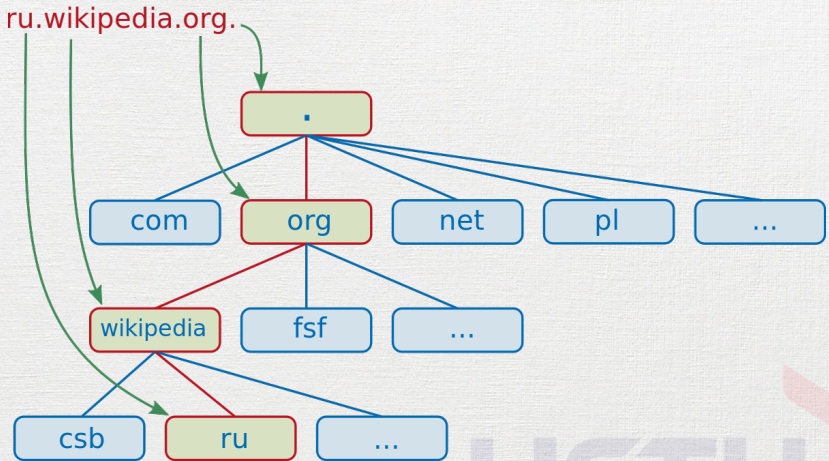 ru.wikipedia.org.
.
com org net pl ...
wikipedia fsf ...
csb ru ...